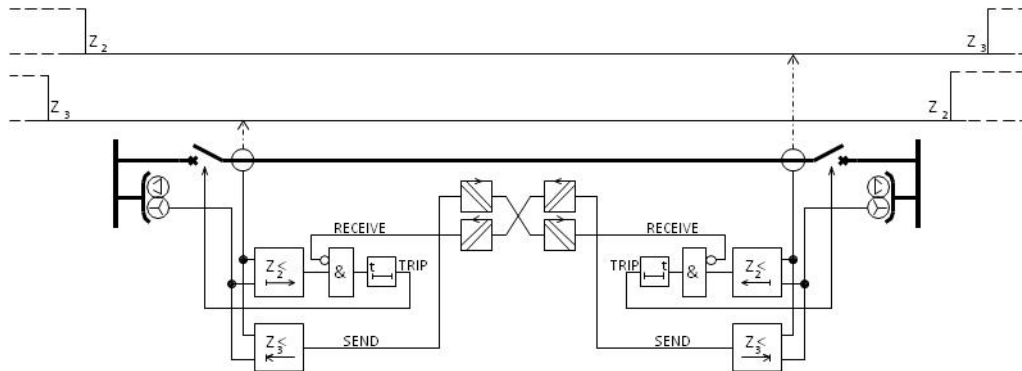 Z2 Z3
Z3 Z2
RECEIVE RECEIVE
Z2< & t TRIP TRIP t & Z2<
Z3< SEND SEND Z3<